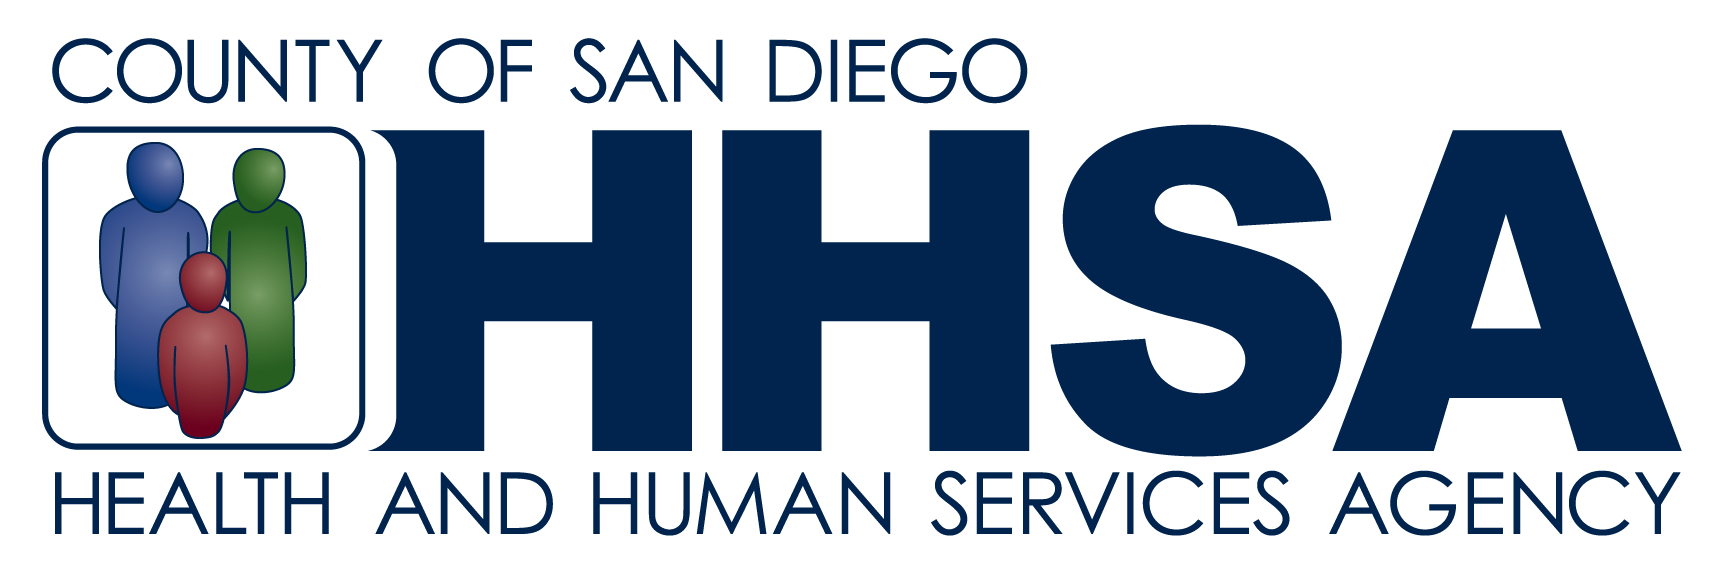 COUNTY OF SAN DIEGO
HHSA
HEALTH AND HUMAN SERVICES AGENCY